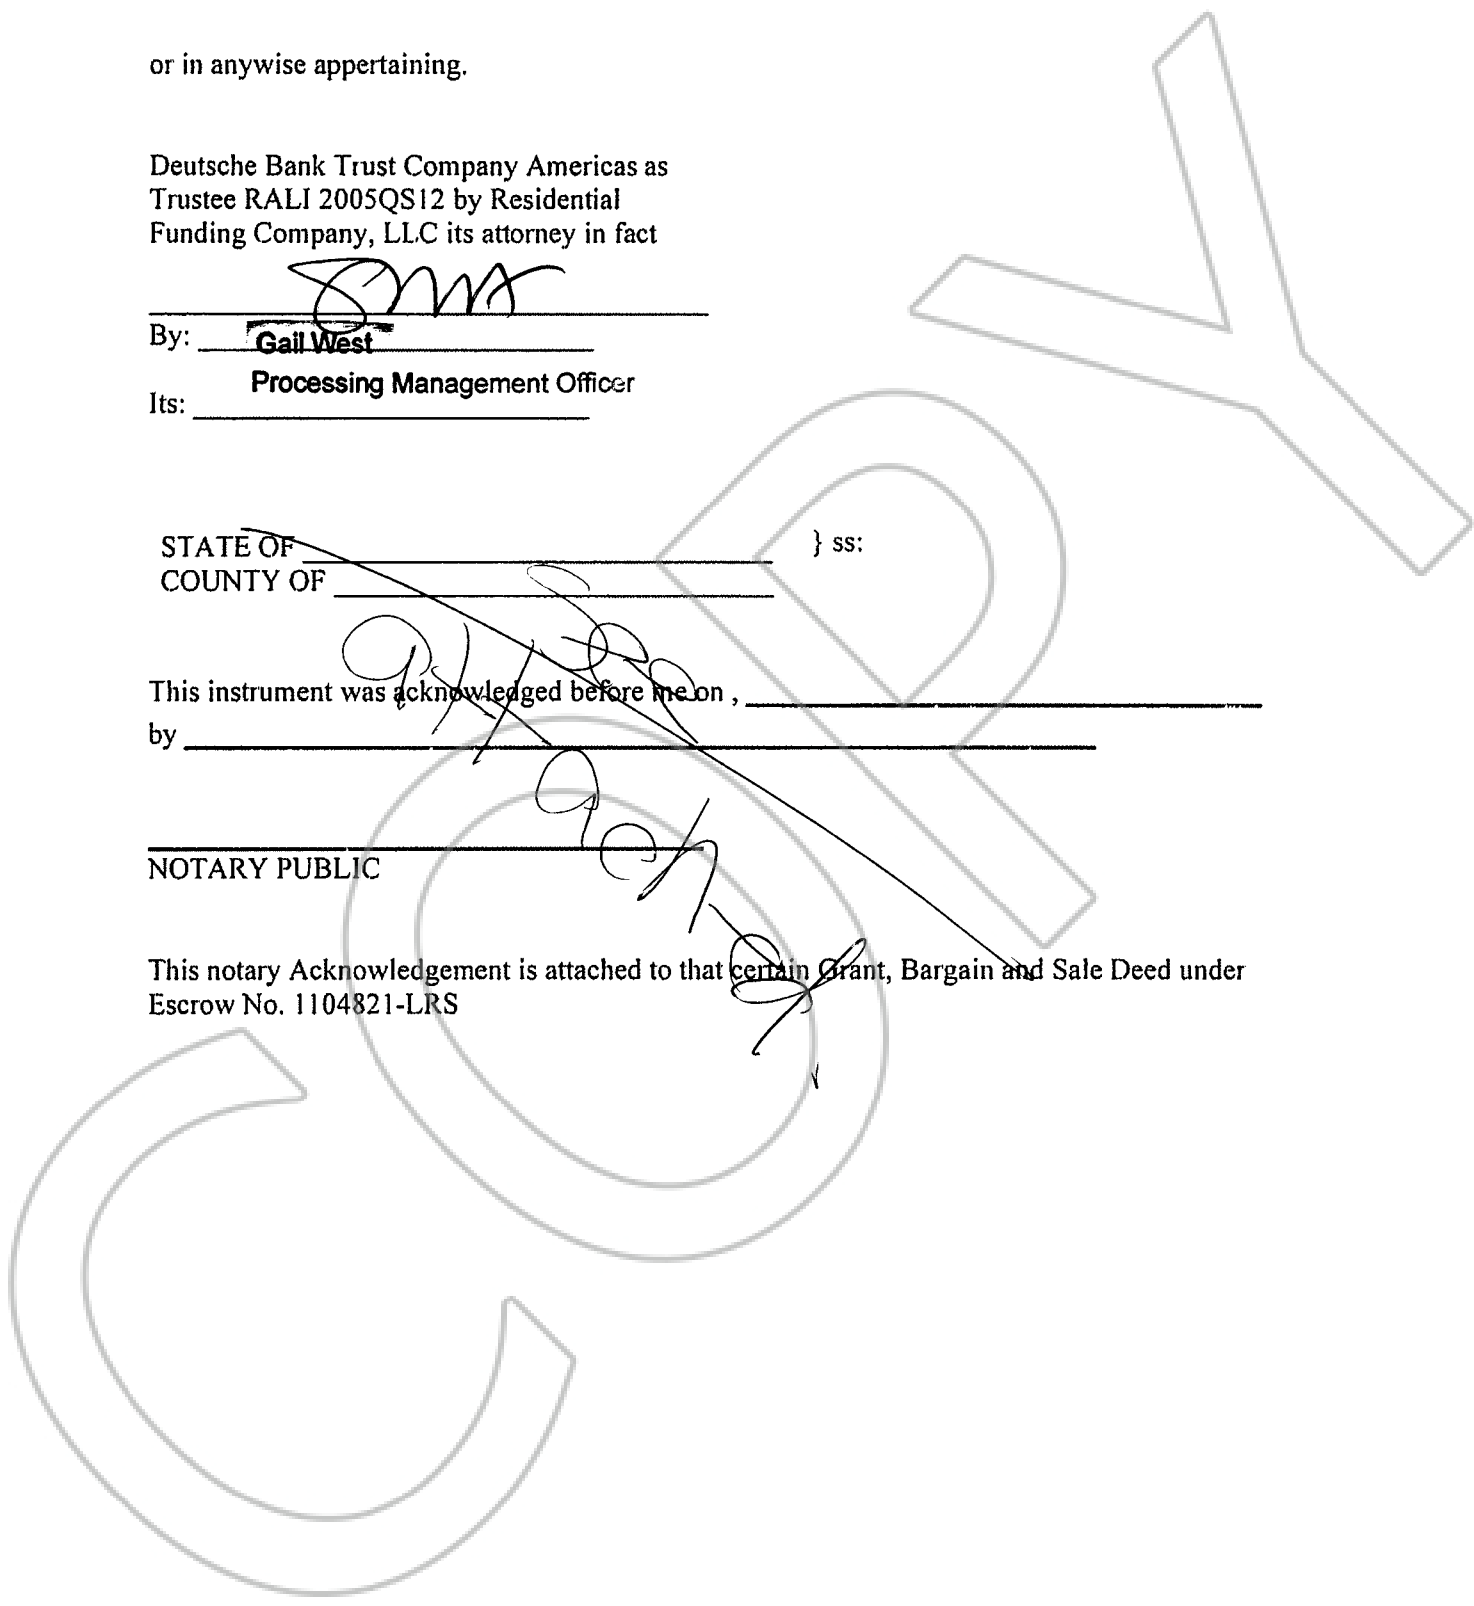 or in anywise appertaining.
Deutsche Bank Trust Company Americas as
Trustee RALI 2005QS12 by Residential
Funding Company, LLC its attorney in fact
By: Gail West
Processing Management Officer
Its:
STATE OF } ss:
COUNTY OF
This instrument was acknowledged before me on ,
by
NOTARY PUBLIC
This notary Acknowledgement is attached to that certain Grant, Bargain and Sale Deed under
Escrow No. 1104821-LRS
See
attached
COPY